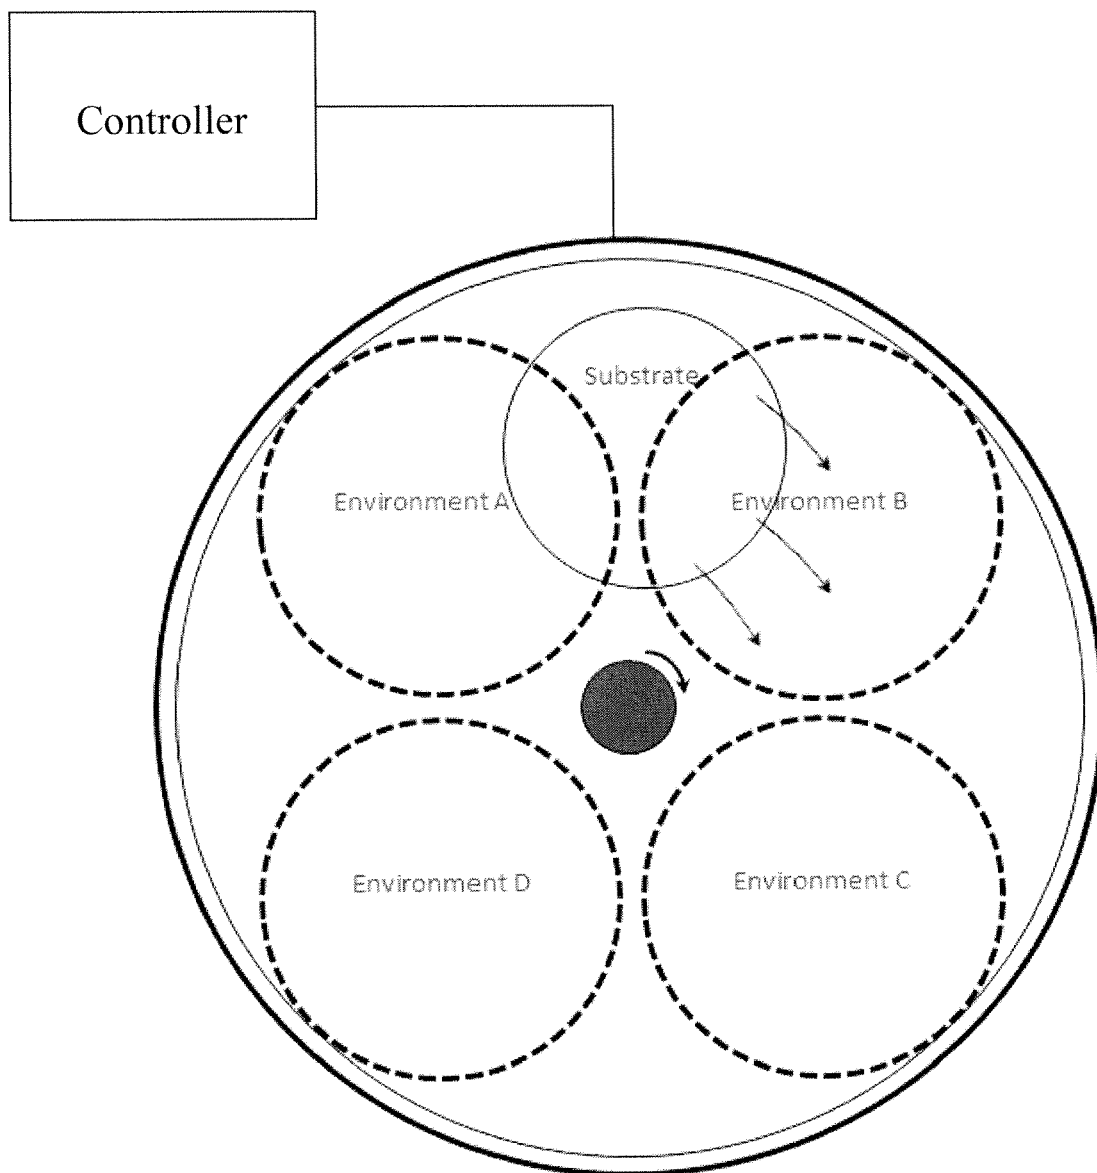 Controller
Substrate
Environment A
Environment B
Environment D
Environment C